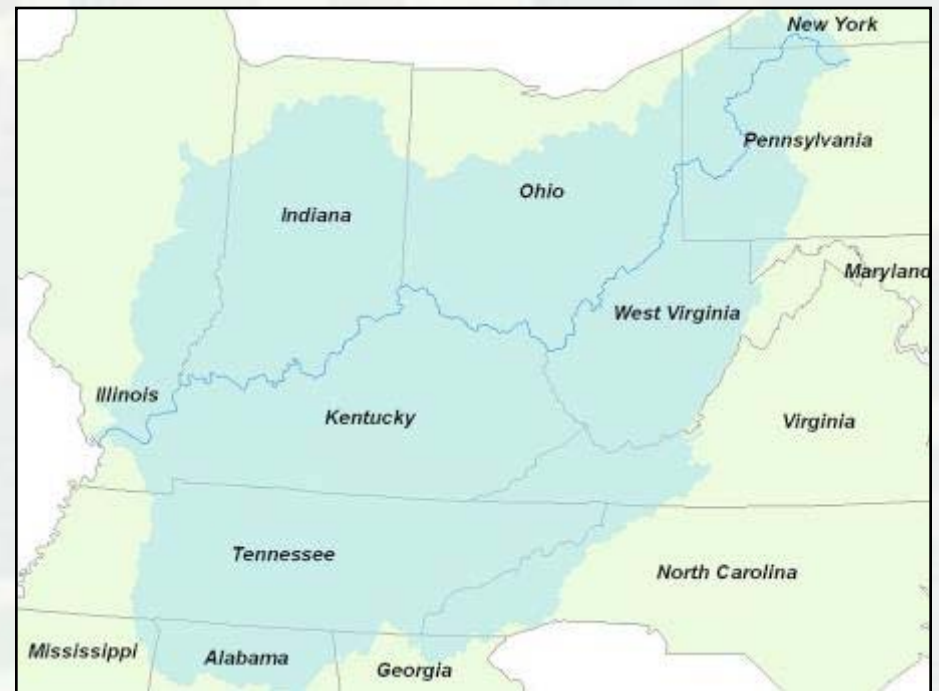 New York
Pennsylvania
Ohio
Indiana
Maryland
West Virginia
Illinois
Kentucky
Virginia
Tennessee
North Carolina
Mississippi
Alabama
Georgia